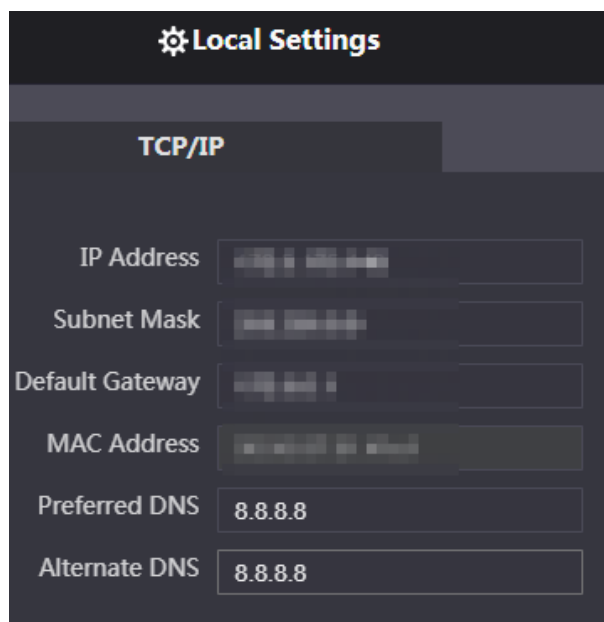 Local Settings
TCP/IP
IP Address
Subnet Mask
Default Gateway
MAC Address
Preferred DNS 8.8.8.8
Alternate DNS 8.8.8.8